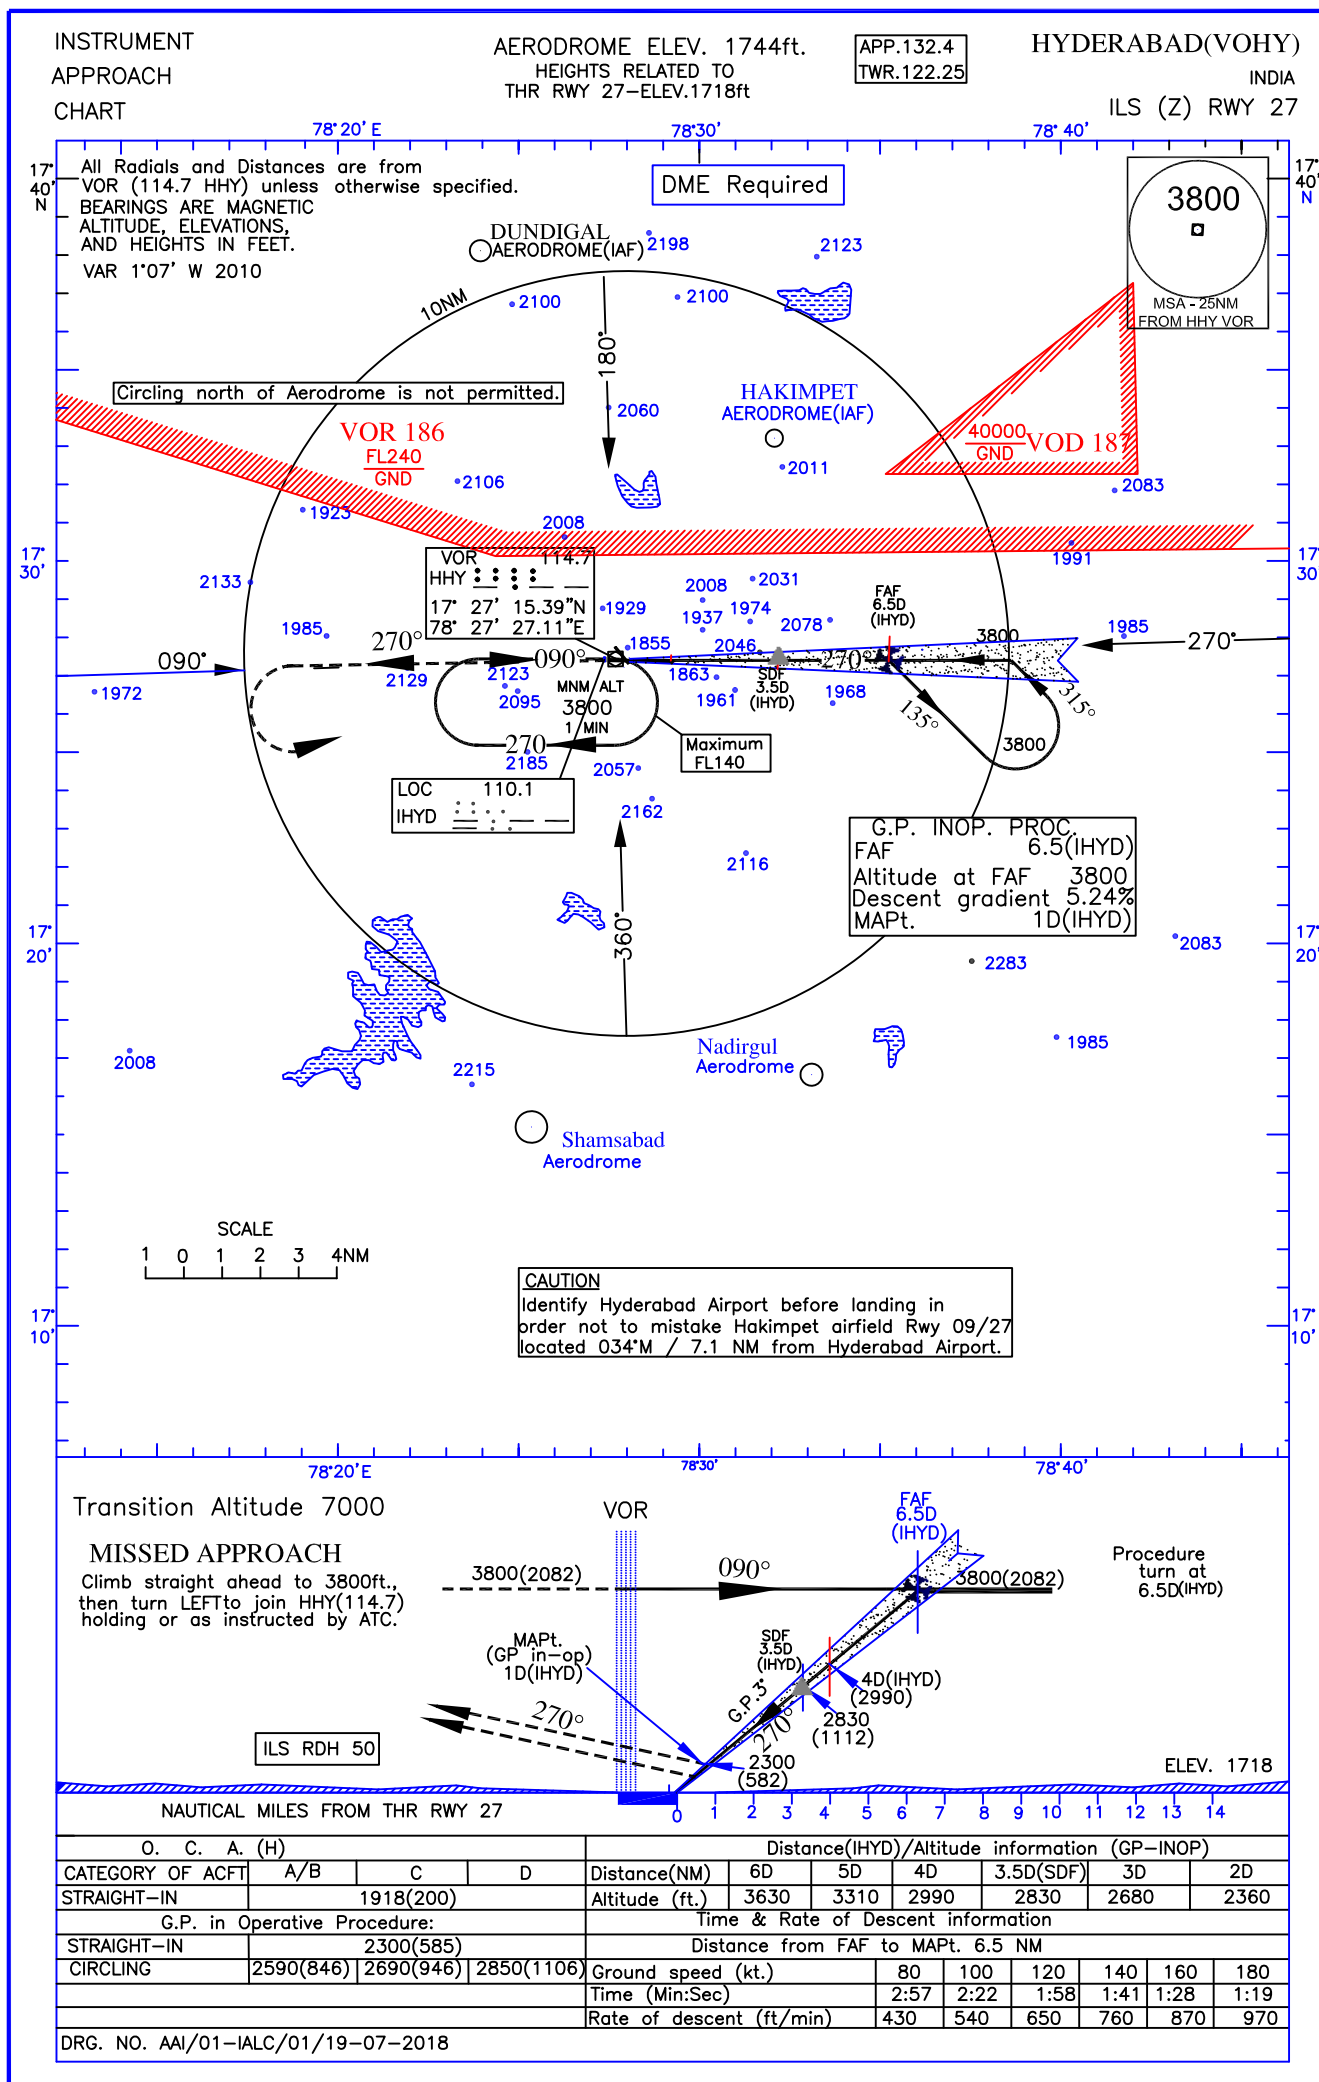 INSTRUMENT
APPROACH
CHART
AERODROME ELEV. 1744ft.
HEIGHTS RELATED TO
THR RWY 27-ELEV.1718ft
APP.132.4
TWR.122.25
HYDERABAD(VOHY)
INDIA
ILS (Z) RWY 27
78°20'E
78°30'
78°40'
17°
40'
N
17°
40'
N
All Radials and Distances are from
VOR (114.7 HHY) unless otherwise specified.
BEARINGS ARE MAGNETIC
ALTITUDE, ELEVATIONS,
AND HEIGHTS IN FEET.
VAR 1°07' W 2010
DME Required
3800
MSA - 25NM
FROM HHY VOR
DUNDIGAL
AERODROME(IAF)
2198
2123
10NM
2100
2100
180°
Circling north of Aerodrome is not permitted.
HAKIMPET
AERODROME(IAF)
2060
VOR 186
FL240
GND
40000
GND
VOD 187
2011
2106
2083
1923
2008
1991
17°
30'
17°
30'
VOR 114.7
HHY
17° 27' 15.39"N
78° 27' 27.11"E
2133
2031
2008
1929
1937
1974
2078
FAF
6.5D
(IHYD)
1985
1985
270°
1855
2046
3800
270°
090°
090°
270°
2129
2123
2095
MNM ALT
3800
1 MIN
270
1863
1961
SDF
3.5D
(IHYD)
1968
135°
315°
3800
1972
2185
Maximum
FL140
2057
LOC 110.1
IHYD
2162
2116
G.P. INOP. PROC.
FAF 6.5(IHYD)
Altitude at FAF 3800
Descent gradient 5.24%
MAPt. 1D(IHYD)
360°
17°
20'
17°
20'
2083
2283
2008
2215
Nadirgul
Aerodrome
1985
Shamsabad
Aerodrome
SCALE
1 0 1 2 3 4NM
CAUTION
Identify Hyderabad Airport before landing in
order not to mistake Hakimpet airfield Rwy 09/27
located 034°M / 7.1 NM from Hyderabad Airport.
17°
10'
17°
10'
78°20'E
78°30'
78°40'
Transition Altitude 7000
MISSED APPROACH
Climb straight ahead to 3800ft.,
then turn LEFTto join HHY(114.7)
holding or as instructed by ATC.
VOR
FAF
6.5D
(IHYD)
3800(2082)
090°
3800(2082)
Procedure
turn at
6.5D(IHYD)
MAPt.
(GP in-op)
1D(IHYD)
SDF
3.5D
(IHYD)
4D(IHYD)
(2990)
G.P.3°
270°
2830
(1112)
270°
2300
(582)
ILS RDH 50
ELEV. 1718
NAUTICAL MILES FROM THR RWY 27
0 1 2 3 4 5 6 7 8 9 10 11 12 13 14
O. C. A. (H)
Distance(IHYD)/Altitude information (GP-INOP)
CATEGORY OF ACFT A/B C D
Distance(NM) 6D 5D 4D 3.5D(SDF) 3D 2D
STRAIGHT-IN 1918(200)
Altitude (ft.) 3630 3310 2990 2830 2680 2360
G.P. in Operative Procedure:
Time & Rate of Descent information
STRAIGHT-IN 2300(585)
Distance from FAF to MAPt. 6.5 NM
CIRCLING 2590(846) 2690(946) 2850(1106)
Ground speed (kt.) 80 100 120 140 160 180
Time (Min:Sec) 2:57 2:22 1:58 1:41 1:28 1:19
Rate of descent (ft/min) 430 540 650 760 870 970
DRG. NO. AAI/01-IALC/01/19-07-2018